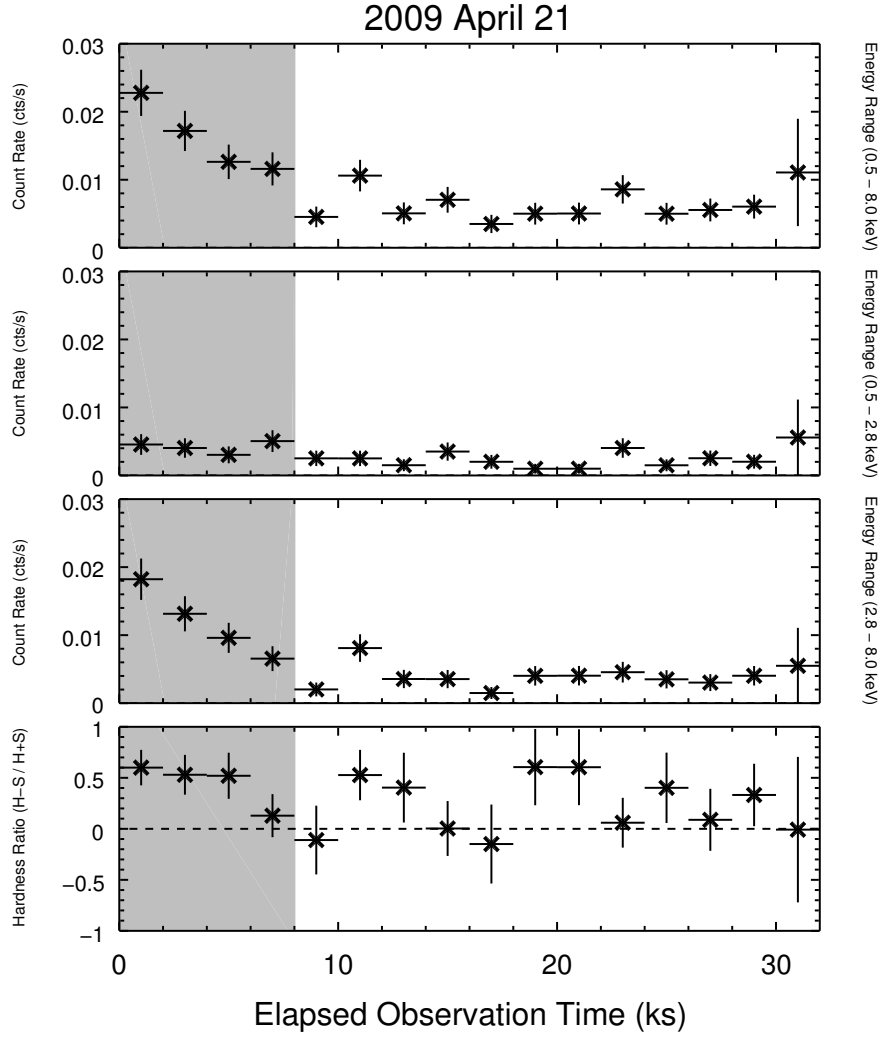 2009 April 21
0.03
0.02
0.01
0
Count Rate (cts/s)
Energy Range (0.5 − 8.0 keV)
0.03
0.02
0.01
0
Count Rate (cts/s)
Energy Range (0.5 − 2.8 keV)
0.03
0.02
0.01
0
Count Rate (cts/s)
Energy Range (2.8 − 8.0 keV)
1
0.5
0
−0.5
−1
Hardness Ratio (H−S / H+S)
0 10 20 30
Elapsed Observation Time (ks)